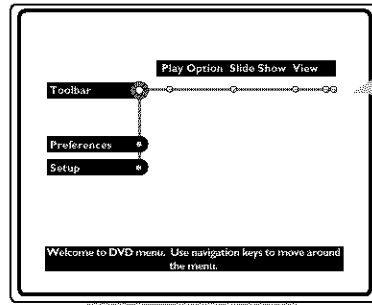 Play Option Slide Show View
Toolbar
Preferences
Setup
Welcome to DVD menu. Use navigation keys to move around
the menu.